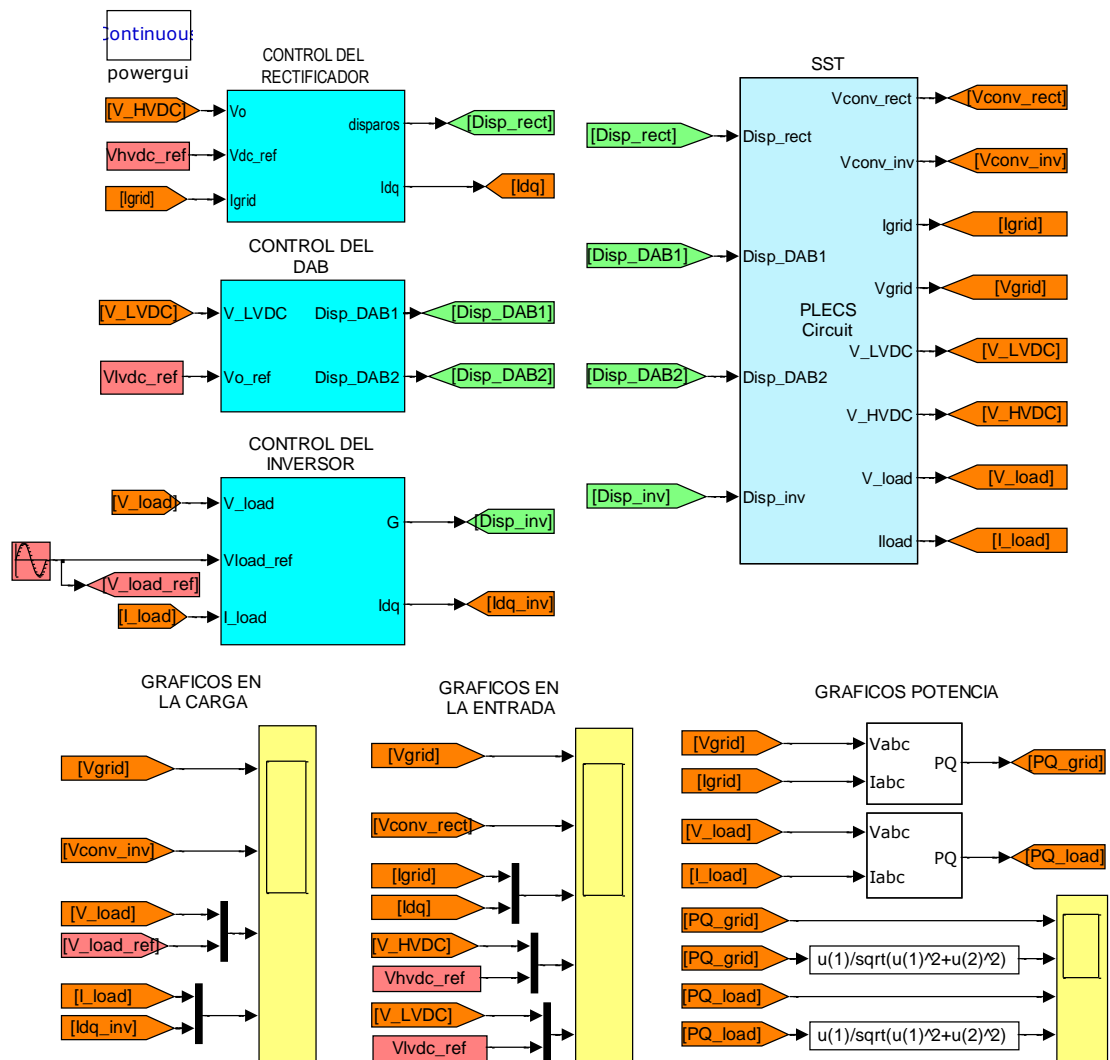 Continuous
powergui
CONTROL DEL
RECTIFICADOR
[V_HVDC]
Vhvdc_ref
[Igrid]
Vo
Vdc_ref
Igrid
disparos
Idq
[Disp_rect]
[Idq]
CONTROL DEL
DAB
[V_LVDC]
Vlvdc_ref
V_LVDC
Vo_ref
Disp_DAB1
Disp_DAB2
[Disp_DAB1]
[Disp_DAB2]
CONTROL DEL
INVERSOR
[V_load]
[V_load_ref]
[I_load]
V_load
Vload_ref
I_load
G
Idq
[Disp_inv]
[Idq_inv]
SST
[Disp_rect]
[Disp_DAB1]
[Disp_DAB2]
[Disp_inv]
Disp_rect
Disp_DAB1
Disp_DAB2
Disp_inv
PLECS
Circuit
Vconv_rect
Vconv_inv
Igrid
Vgrid
V_LVDC
V_HVDC
V_load
Iload
[Vconv_rect]
[Vconv_inv]
[Igrid]
[Vgrid]
[V_LVDC]
[V_HVDC]
[V_load]
[I_load]
GRAFICOS EN
LA CARGA
[Vgrid]
[Vconv_inv]
[V_load]
[V_load_ref]
[I_load]
[Idq_inv]
GRAFICOS EN
LA ENTRADA
[Vgrid]
[Vconv_rect]
[Igrid]
[Idq]
[V_HVDC]
Vhvdc_ref
[V_LVDC]
Vlvdc_ref
GRAFICOS POTENCIA
[Vgrid]
[Igrid]
Vabc
Iabc
PQ
[PQ_grid]
[V_load]
[I_load]
Vabc
Iabc
PQ
[PQ_load]
[PQ_grid]
[PQ_grid]
u(1)/sqrt(u(1)^2+u(2)^2)
[PQ_load]
[PQ_load]
u(1)/sqrt(u(1)^2+u(2)^2)